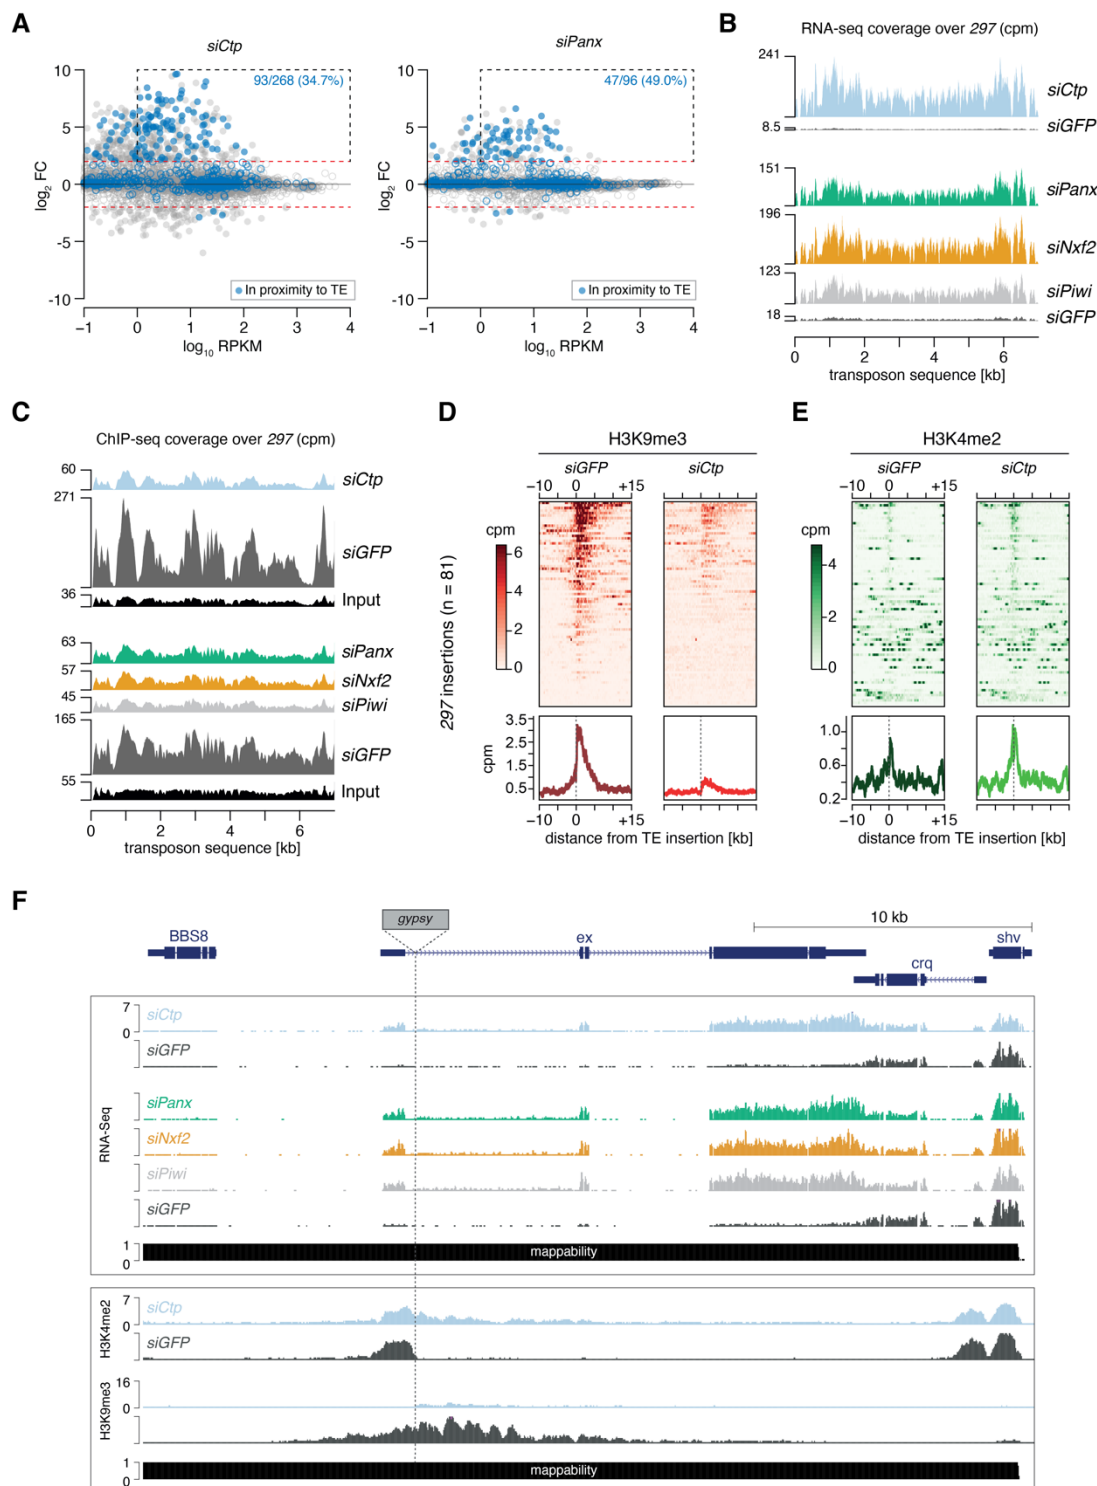 A
siCtp
93/268 (34.7%)
10
5
0
-5
-10
log2 FC
In proximity to TE
−1 0 1 2 3 4
log10 RPKM
siPanx
47/96 (49.0%)
10
5
0
-5
-10
log2 FC
In proximity to TE
−1 0 1 2 3 4
log10 RPKM
B
RNA-seq coverage over 297 (cpm)
241
siCtp
8.5
siGFP
151
siPanx
196
siNxf2
123
siPiwi
18
siGFP
0 2 4 6
transposon sequence [kb]
C
ChIP-seq coverage over 297 (cpm)
60
siCtp
271
siGFP
36
Input
63
siPanx
57
siNxf2
45
siPiwi
165
siGFP
55
Input
0 2 4 6
transposon sequence [kb]
D
H3K9me3
siGFP siCtp
−10 0 +15
cpm
6
4
2
0
297 insertions (n = 81)
3.5
2.5
1.5
0.5
cpm
−10 0 +15 −10 +15
distance from TE insertion [kb]
E
H3K4me2
siGFP siCtp
−10 0 +15
cpm
4
2
0
1.0
0.6
0.2
−10 0 +15 −10 +15
distance from TE insertion [kb]
F
gypsy
10 kb
BBS8
ex
shv
crq
RNA-Seq
7
0
siCtp
siGFP
siPanx
siNxf2
siPiwi
siGFP
1
0
mappability
H3K4me2
7
0
siCtp
siGFP
H3K9me3
16
0
1
0
mappability